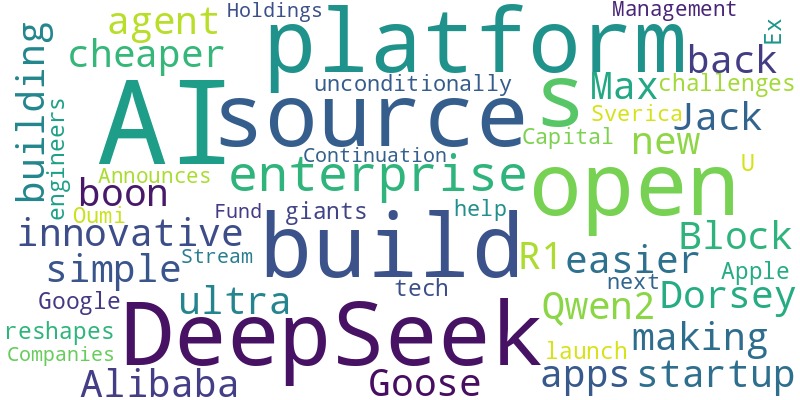 Holdings
Management
agent
platform
back
Ex
cheaper
building
AI
source
unconditionally
s
Max
challenges
Sverica
Jack
engineers
Continuation
Capital
new
Announces
enterprise
open
U
boon
Oumi
Fund
giants
help
build
innovative
Stream
R1
easier
Block
simple
tech
next
Apple
Google
ultra
Qwen2
Dorsey
reshapes
DeepSeek
making
Companies
launch
Alibaba
Goose
apps
startup